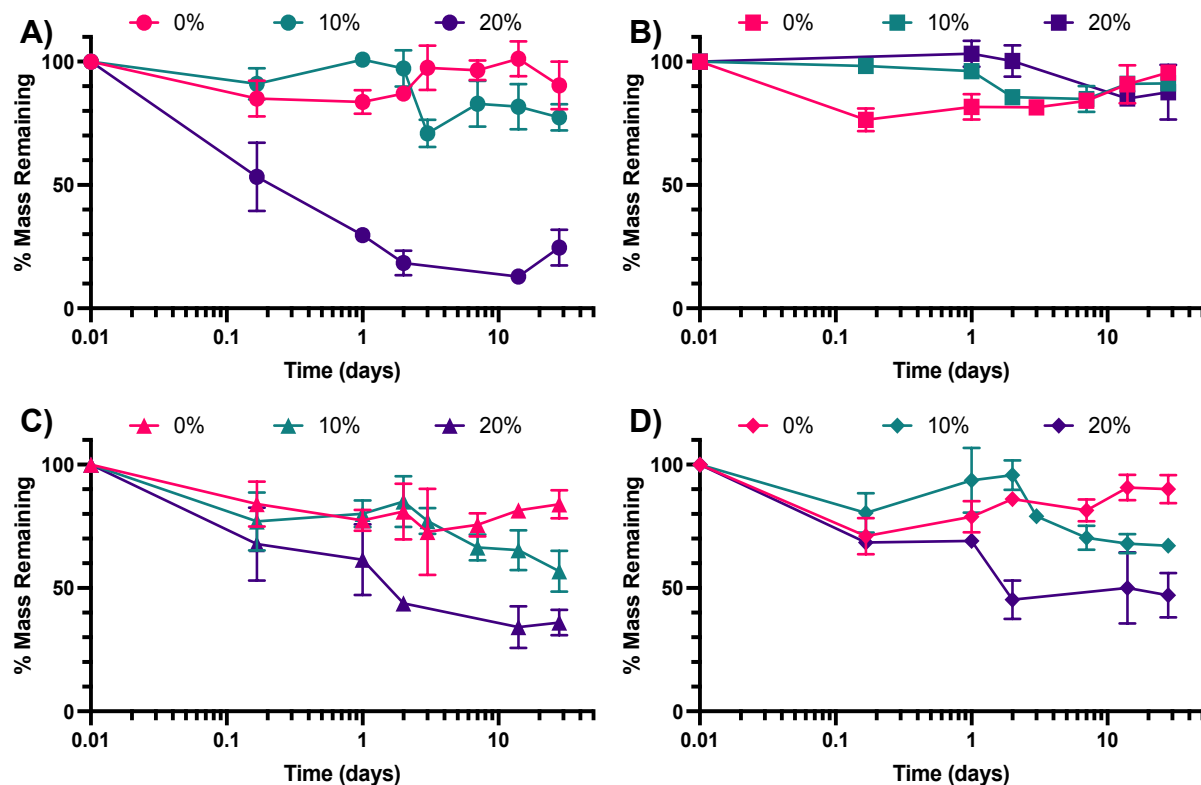 A) 0% 10% 20%
% Mass Remaining
100
50
0
0.01 0.1 1 10
Time (days)
B) 0% 10% 20%
% Mass Remaining
100
50
0
0.01 0.1 1 10
Time (days)
C) 0% 10% 20%
% Mass Remaining
100
50
0
0.01 0.1 1 10
Time (days)
D) 0% 10% 20%
% Mass Remaining
100
50
0
0.01 0.1 1 10
Time (days)